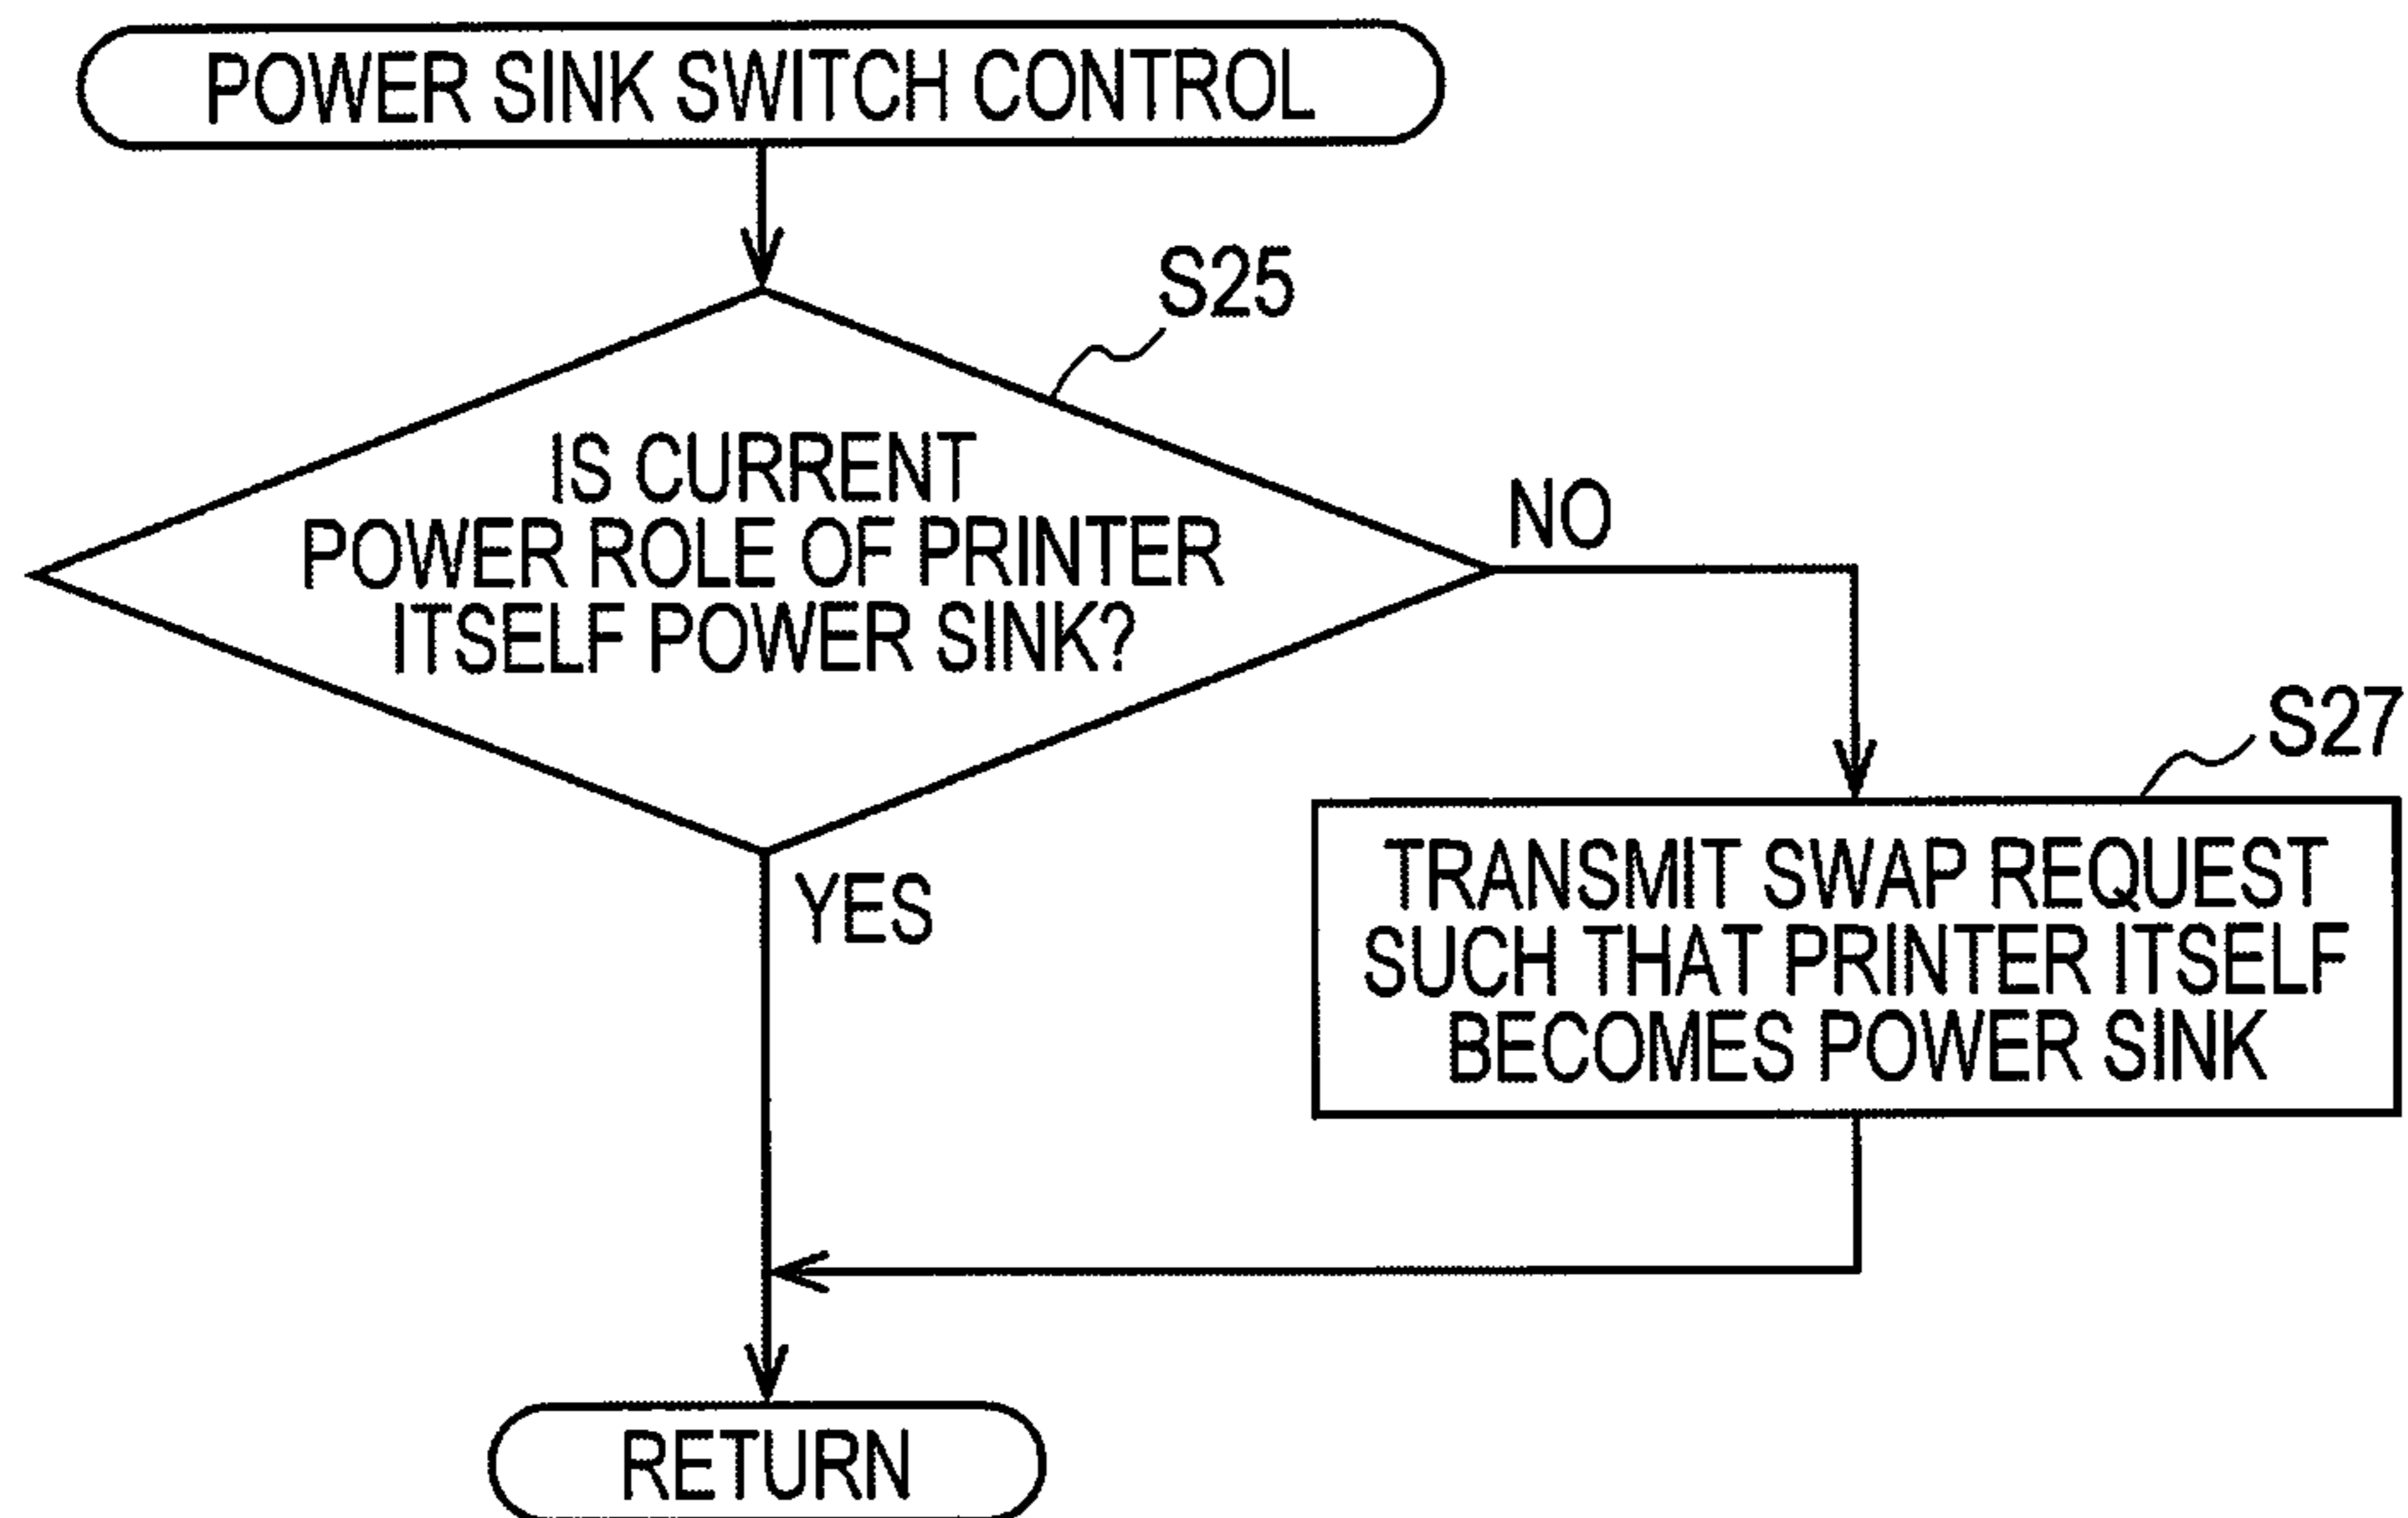 POWER SINK SWITCH CONTROL
S25
IS CURRENT
POWER ROLE OF PRINTER
ITSELF POWER SINK?
NO
YES
S27
TRANSMIT SWAP REQUEST
SUCH THAT PRINTER ITSELF
BECOMES POWER SINK
RETURN